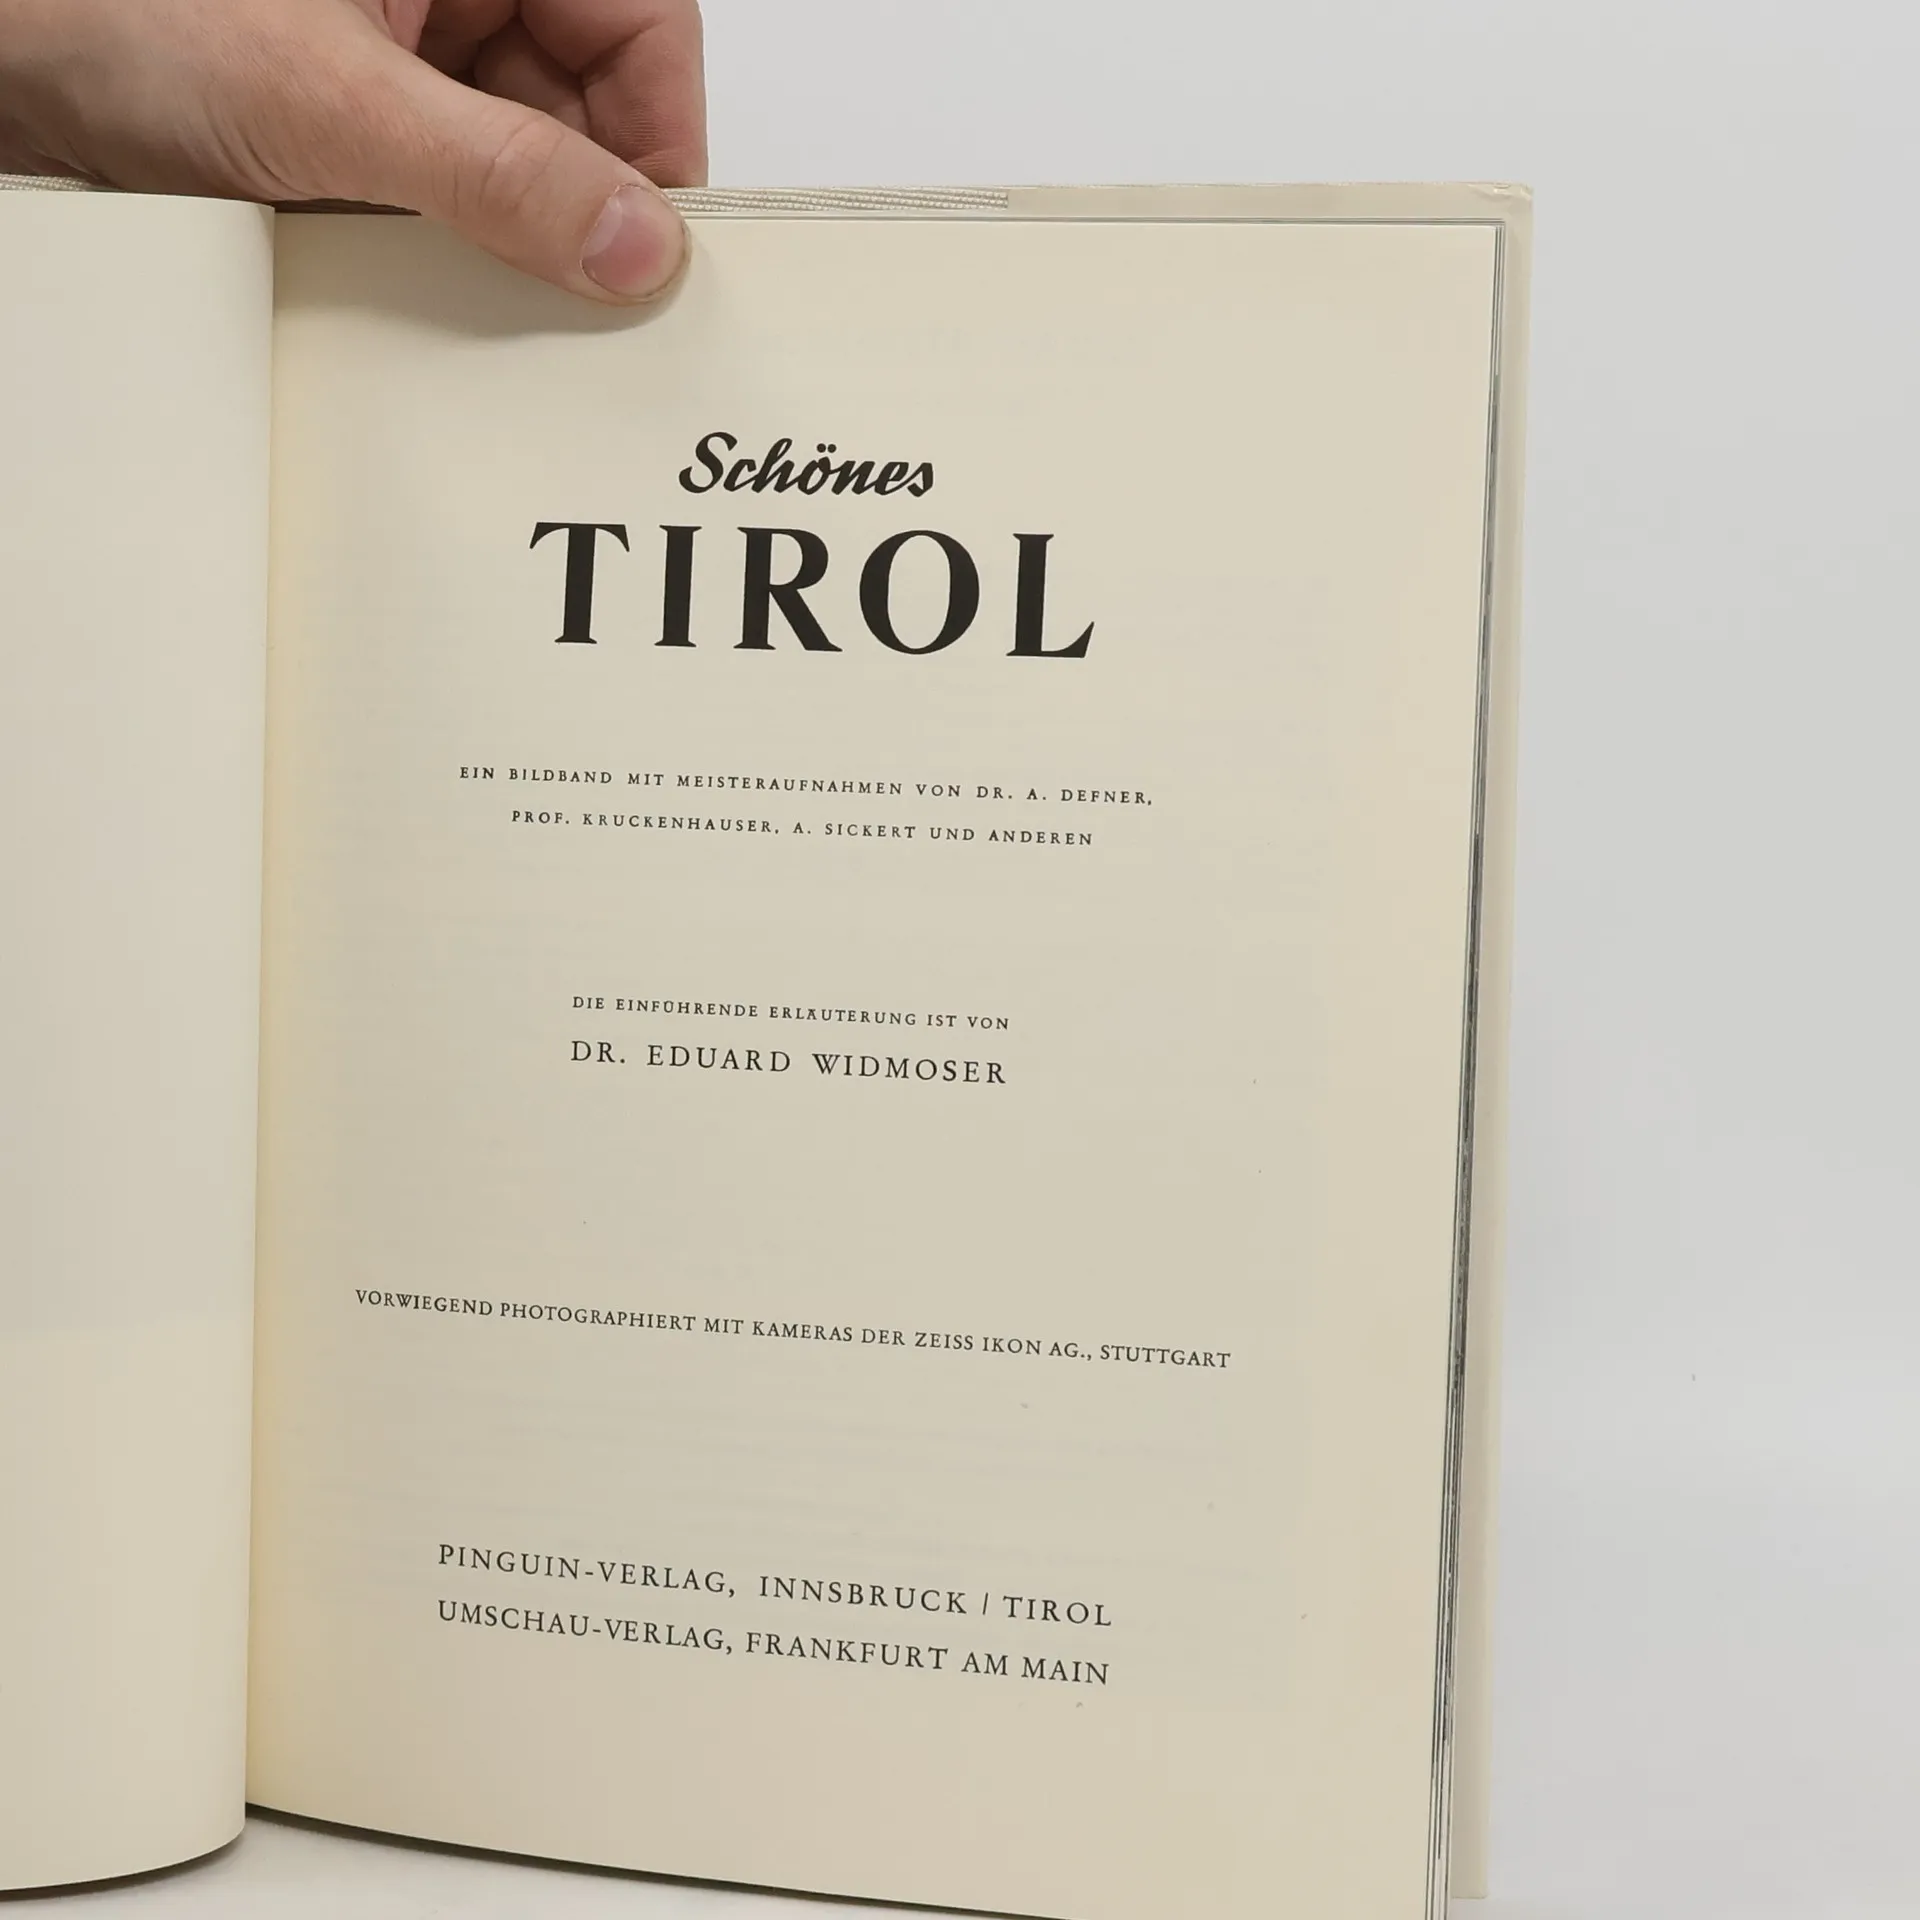 Schönes
TIROL
EIN BILDBAND MIT MEISTERAUFNAHMEN VON DR. A. DEFNER,
PROF. KRUCKENHAUSER, A. SICKERT UND ANDEREN
DIE EINFÜHRENDE ERLÄUTERUNG IST VON
DR. EDUARD WIDMOSER
VORWIEGEND PHOTOGRAPHIERT MIT KAMERAS DER ZEISS IKON AG., STUTTGART
PINGUIN-VERLAG, INNSBRUCK / TIROL
UMSCHAU-VERLAG, FRANKFURT AM MAIN